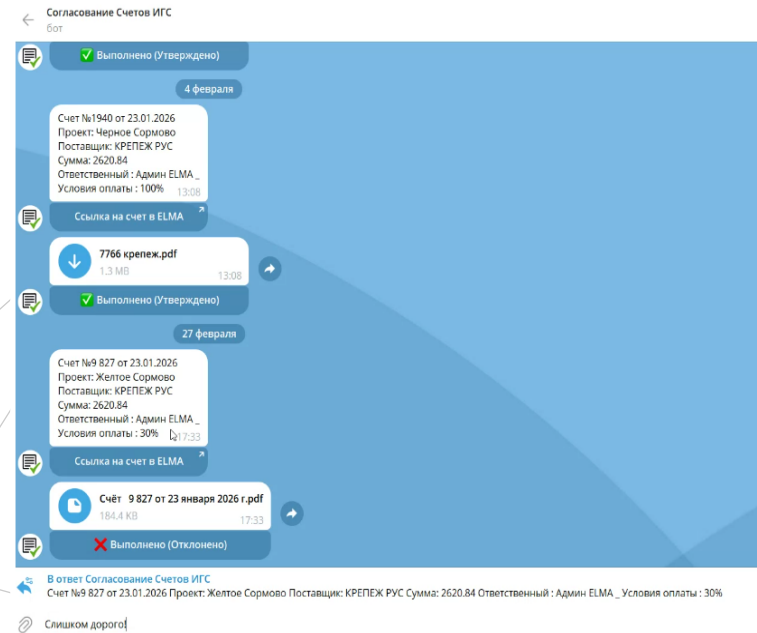 Согласование Счетов ИГС
бот
Выполнено (Утверждено)
4 февраля
Счет №1940 от 23.01.2026
Проект: Черное Сормово
Поставщик: КРЕПЕЖ РУС
Сумма: 2620.84
Ответственный : Админ ELMA _
Условия оплаты : 100%
13:08
Ссылка на счет в ELMA
7766 крепеж.pdf
1.3 MB
13:08
Выполнено (Утверждено)
27 февраля
Счет №9 827 от 23.01.2026
Проект: Желтое Сормово
Поставщик: КРЕПЕЖ РУС
Сумма: 2620.84
Ответственный : Админ ELMA _
Условия оплаты : 30%
17:33
Ссылка на счет в ELMA
Счёт 9 827 от 23 января 2026 г.pdf
184.4 KB
17:33
Выполнено (Отклонено)
В ответ Согласование Счетов ИГС
Счет №9 827 от 23.01.2026 Проект: Желтое Сормово Поставщик: КРЕПЕЖ РУС Сумма: 2620.84 Ответственный : Админ ELMA _ Условия оплаты : 30%
Слишком дорого!